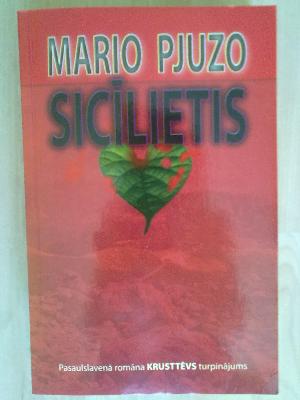 MARIO PJUZO
SICĪLIETIS
Pasaulslavenā romāna KRUSTTĒVS turpinājums